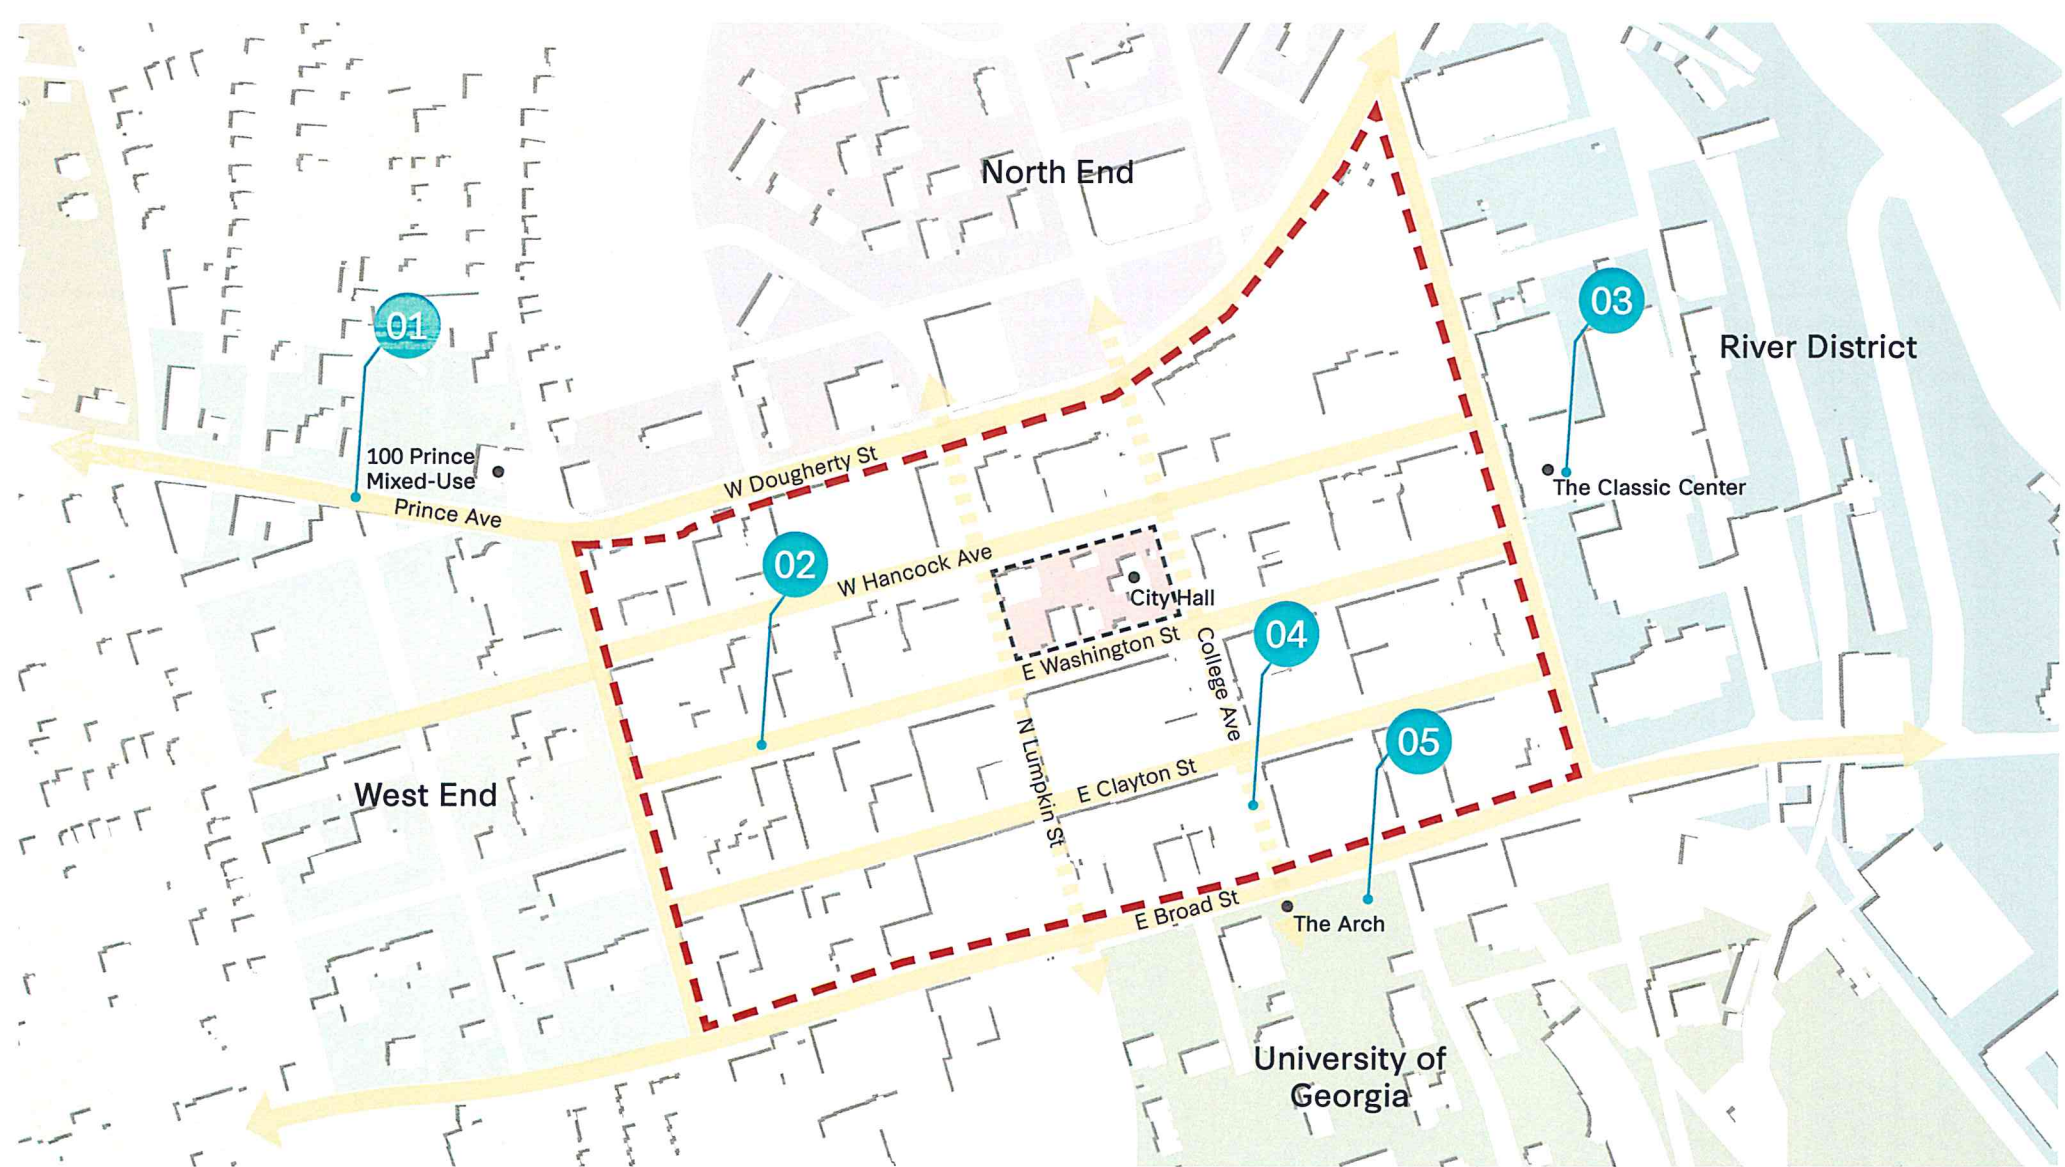 North End
03
River District
01
100 Prince
Mixed-Use
W Dougherty St
The Classic Center
Prince Ave
02
W Hancock Ave
City Hall
E Washington St
College Ave
04
05
West End
N Lumpkin St
E Clayton St
E Broad St
The Arch
University of
Georgia